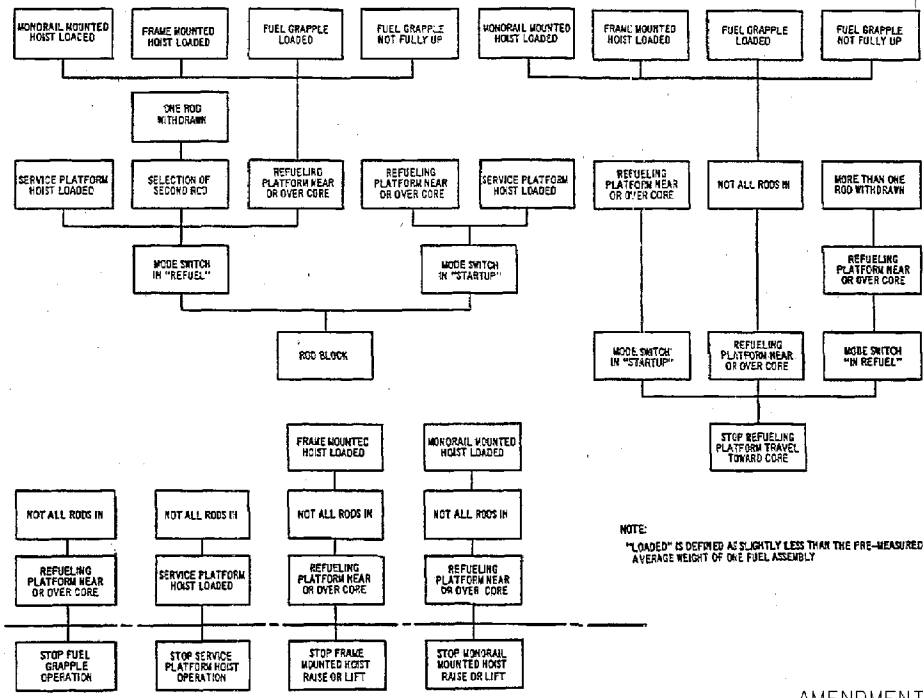 MONORAIL MOUNTED
HOIST LOADED
FRAME MOUNTED
HOIST LOADED
FUEL GRAPPLE
LOADED
FUEL GRAPPLE
NOT FULLY UP
MONORAIL MOUNTED
HOIST LOADED
FRAME MOUNTED
HOIST LOADED
FUEL GRAPPLE
LOADED
FUEL GRAPPLE
NOT FULLY UP
ONE ROD
WITHDRAWN
SERVICE PLATFORM
HOIST LOADED
SELECTION OF
SECOND ROD
REFUELING
PLATFORM NEAR
OR OVER CORE
REFUELING
PLATFORM NEAR
OR OVER CORE
SERVICE PLATFORM
HOIST LOADED
REFUELING
PLATFORM NEAR
OR OVER CORE
NOT ALL RODS IN
MORE THAN ONE
ROD WITHDRAWN
MODE SWITCH
IN "REFUEL"
MODE SWITCH
IN "STARTUP"
REFUELING
PLATFORM NEAR
OR OVER CORE
ROD BLOCK
MODE SWITCH
IN "STARTUP"
REFUELING
PLATFORM NEAR
OR OVER CORE
MODE SWITCH
"IN REFUEL"
STOP REFUELING
PLATFORM TRAVEL
TOWARD CORE
FRAME MOUNTED
HOIST LOADED
MONORAIL MOUNTED
HOIST LOADED
NOT ALL RODS IN
NOT ALL RODS IN
NOT ALL RODS IN
NOT ALL RODS IN
REFUELING
PLATFORM NEAR
OR OVER CORE
SERVICE PLATFORM
HOIST LOADED
REFUELING
PLATFORM NEAR
OR OVER CORE
REFUELING
PLATFORM NEAR
OR OVER CORE
STOP FUEL
GRAPPLE
OPERATION
STOP SERVICE
PLATFORM HOIST
OPERATION
STOP FRAME
MOUNTED HOIST
RAISE OR LIFT
STOP MONORAIL
MOUNTED HOIST
RAISE OR LIFT
NOTE:
"LOADED" IS DEFINED AS SLIGHTLY LESS THAN THE PRE-MEASURED
AVERAGE WEIGHT OF ONE FUEL ASSEMBLY
AMENDMENT